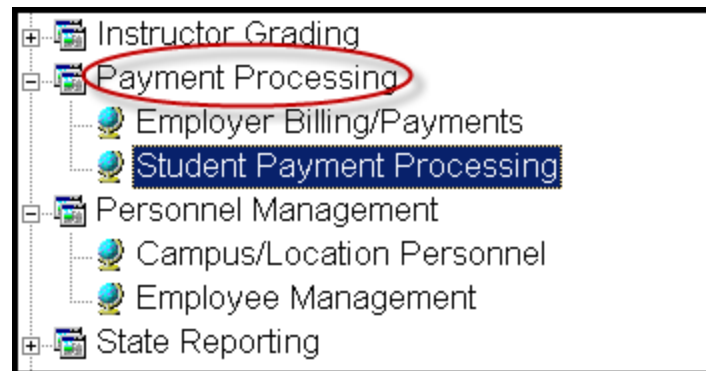 Instructor Grading
Payment Processing
Employer Billing/Payments
Student Payment Processing
Personnel Management
Campus/Location Personnel
Employee Management
State Reporting